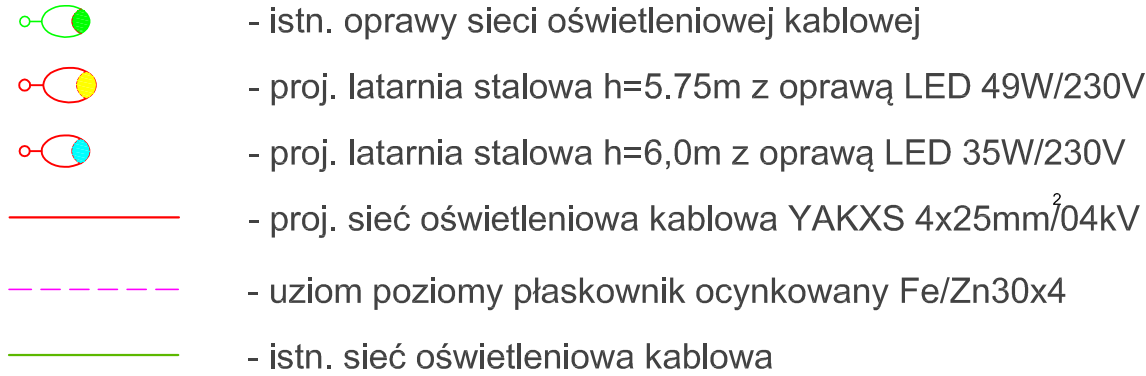 - istn. oprawy sieci oświetleniowej kablowej
- proj. latarnia stalowa h=5.75m z oprawą LED 49W/230V
- proj. latarnia stalowa h=6,0m z oprawą LED 35W/230V
- proj. sieć oświetleniowa kablowa YAKXS 4x25mm²/04kV
- uziom poziomy płaskownik ocynkowany Fe/Zn30x4
- istn. sieć oświetleniowa kablowa